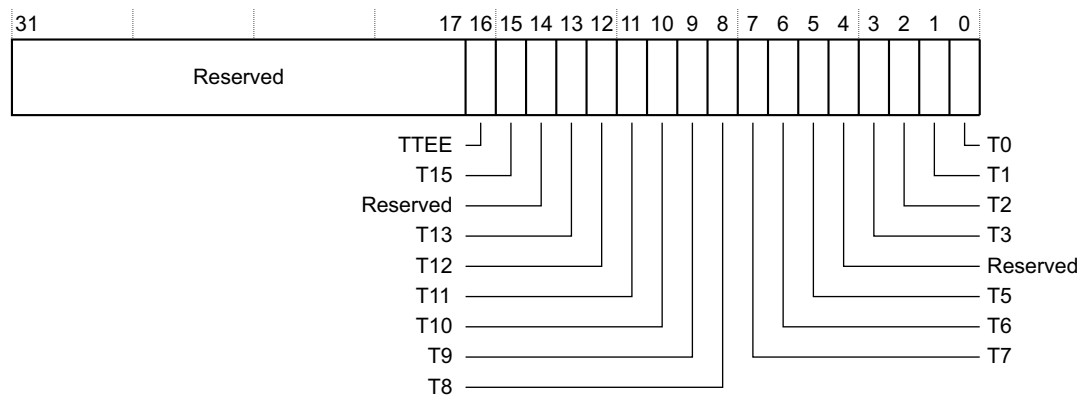 31 17 16 15 14 13 12 11 10 9 8 7 6 5 4 3 2 1 0
Reserved
TTEE T0
T15 T1
Reserved T2
T13 T3
T12 Reserved
T11 T5
T10 T6
T9 T7
T8